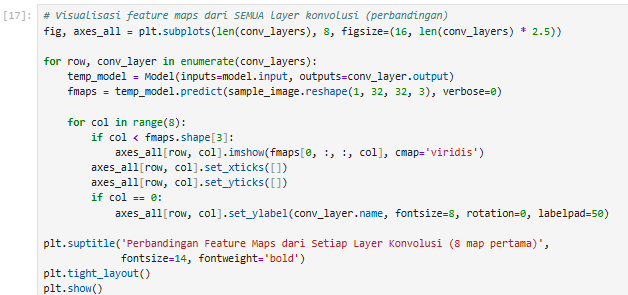 [17]: # Visualisasi feature maps dari SEMUA layer konvolusi (perbandingan)
fig, axes_all = plt.subplots(len(conv_layers), 8, figsize=(16, len(conv_layers) * 2.5))

for row, conv_layer in enumerate(conv_layers):
    temp_model = Model(inputs=model.input, outputs=conv_layer.output)
    fmaps = temp_model.predict(sample_image.reshape(1, 32, 32, 3), verbose=0)

    for col in range(8):
        if col < fmaps.shape[3]:
            axes_all[row, col].imshow(fmaps[0, :, :, col], cmap='viridis')
        axes_all[row, col].set_xticks([])
        axes_all[row, col].set_yticks([])
        if col == 0:
            axes_all[row, col].set_ylabel(conv_layer.name, fontsize=8, rotation=0, labelpad=50)

plt.suptitle('Perbandingan Feature Maps dari Setiap Layer Konvolusi (8 map pertama)',
             fontsize=14, fontweight='bold')
plt.tight_layout()
plt.show()